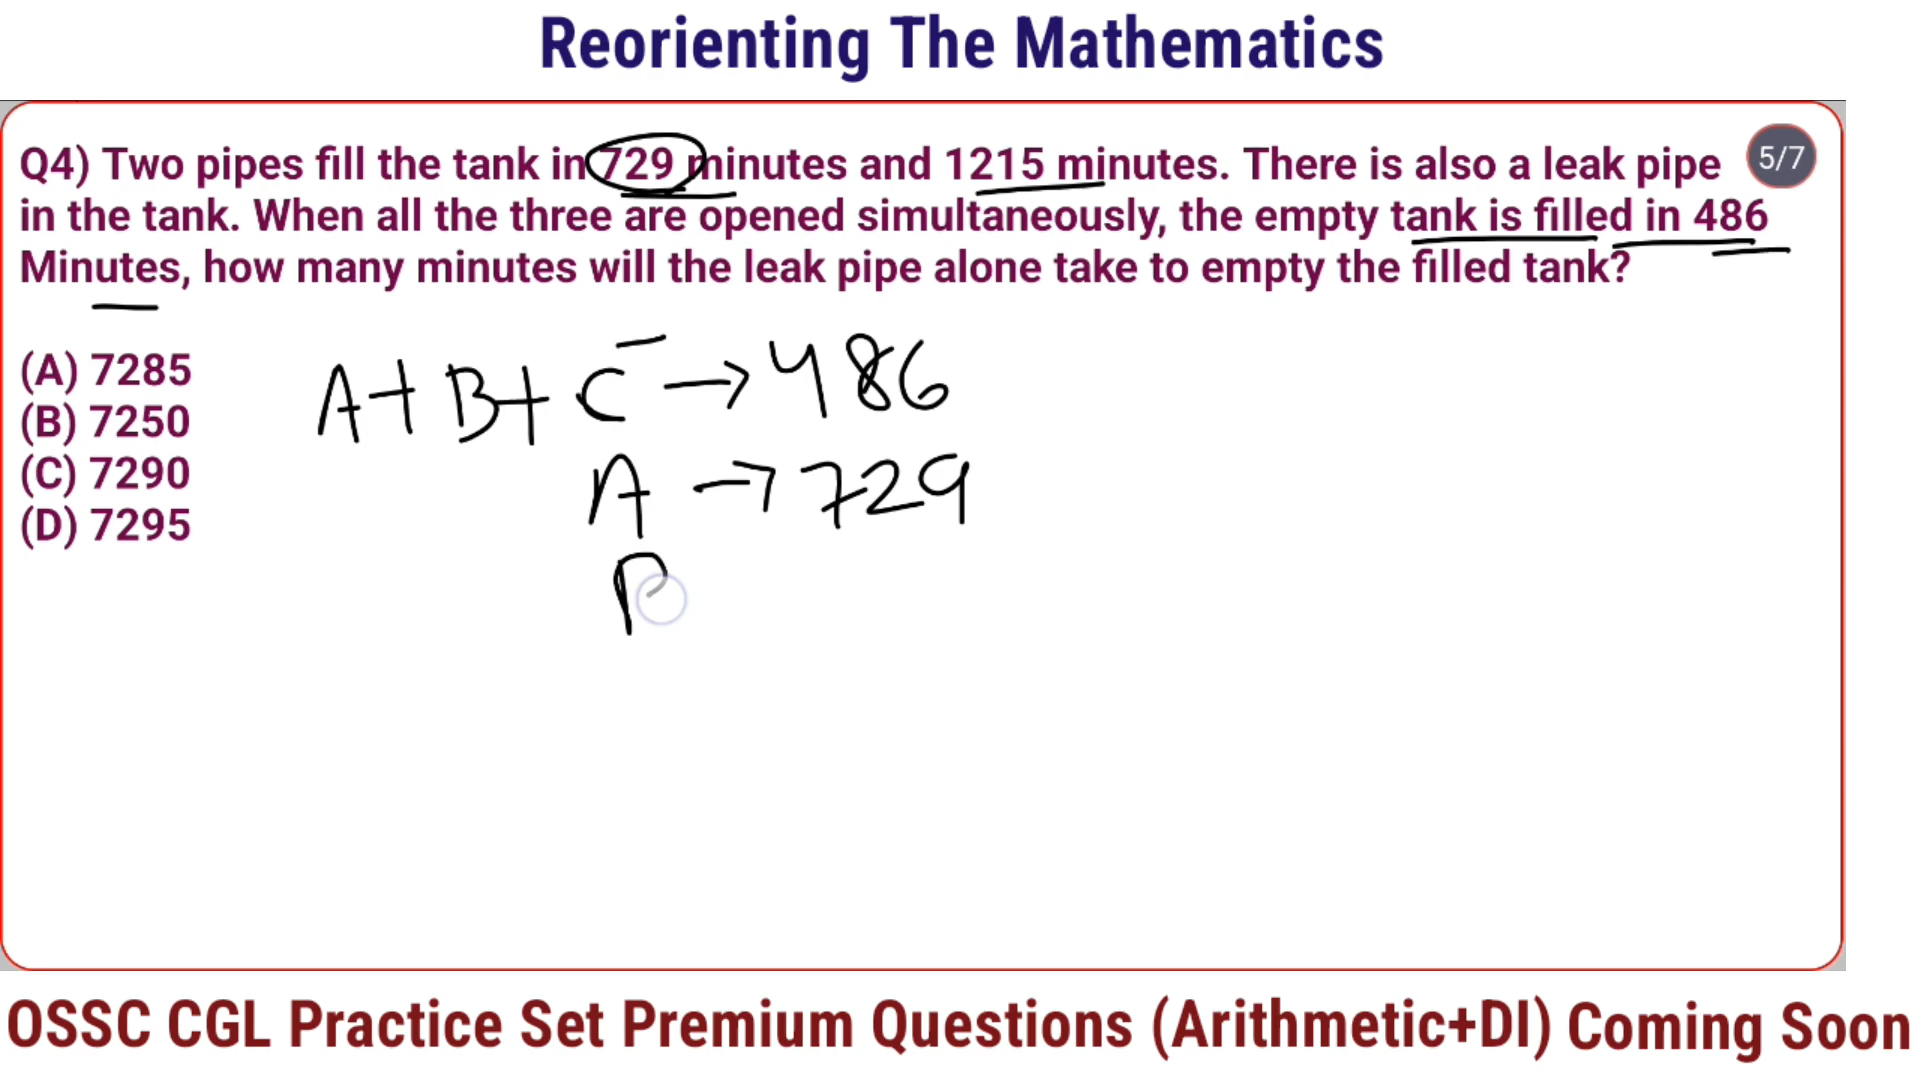 Reorienting The Mathematics
Q4) Two pipes fill the tank in 729 minutes and 1215 minutes. There is also a leak pipe
5/7
in the tank. When all the three are opened simultaneously, the empty tank is filled in 486
Minutes, how many minutes will the leak pipe alone take to empty the filled tank?
(A) 7285
(B) 7250
(C) 7290
(D) 7295
A+B+C¯ → 486
A → 729
OSSC CGL Practice Set Premium Questions (Arithmetic+DI) Coming Soon